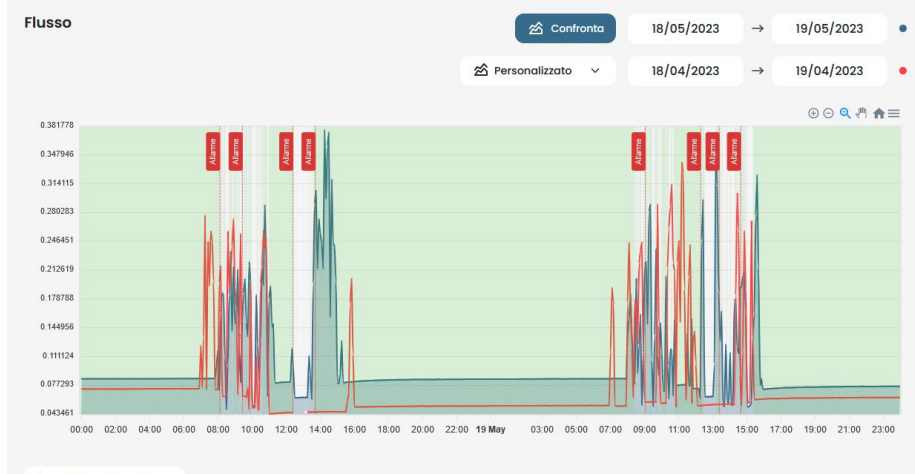 Flusso
Confronta 18/05/2023 → 19/05/2023
Personalizzato 18/04/2023 → 19/04/2023
0.381778
0.347946
0.314115
0.280283
0.246451
0.212619
0.178788
0.144956
0.111124
0.077293
0.043461
Allarme Allarme Allarme Allarme Allarme Allarme Allarme Allarme
00:00 02:00 04:00 06:00 08:00 10:00 12:00 14:00 16:00 18:00 20:00 22:00 19 May 03:00 05:00 07:00 09:00 11:00 13:00 15:00 17:00 19:00 21:00 23:00